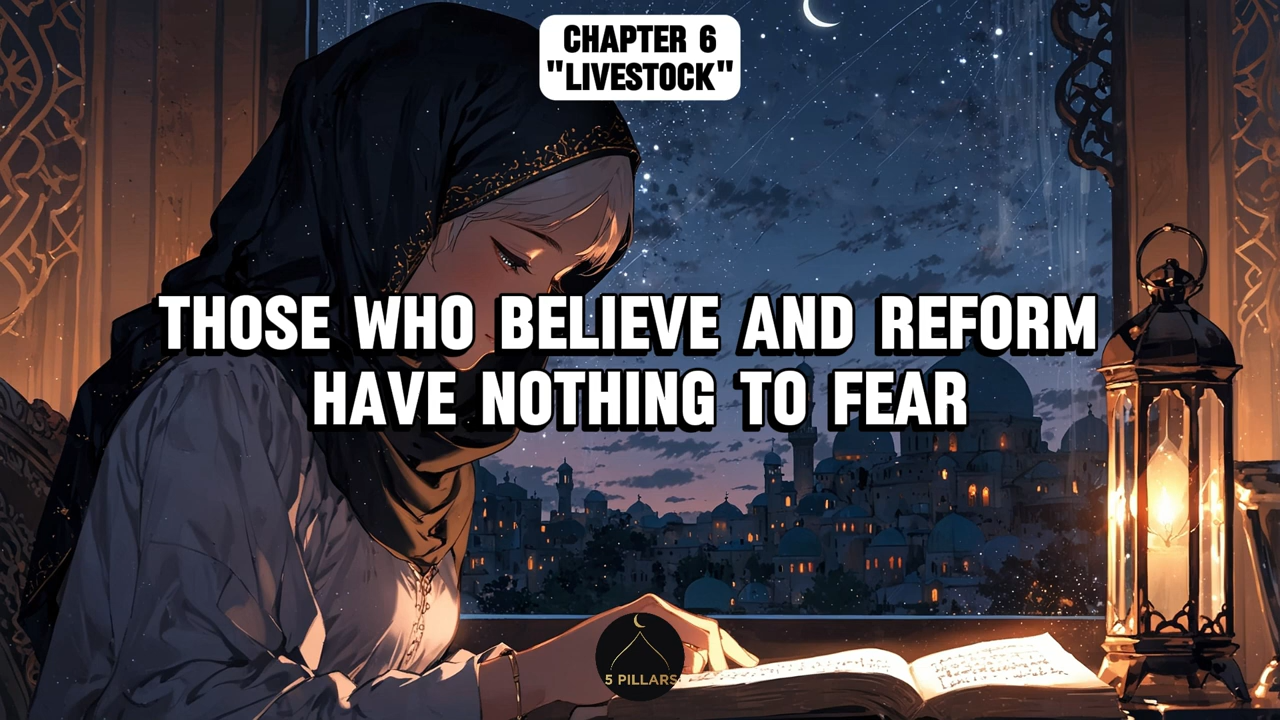 CHAPTER 6
"LIVESTOCK"
THOSE WHO BELIEVE AND REFORM
HAVE NOTHING TO FEAR
5 PILLARS